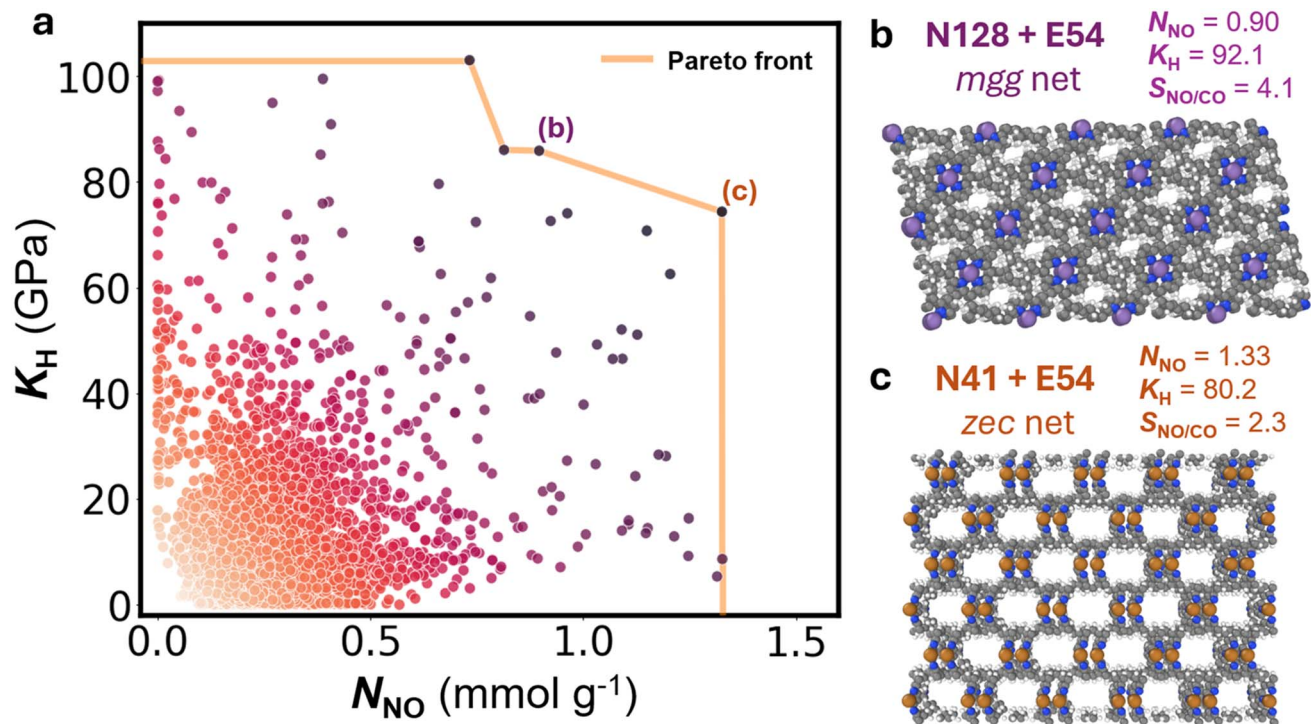 a
Pareto front
(b)
(c)
100
80
60
40
20
0
K_H (GPa)
0.0 0.5 1.0 1.5
N_NO (mmol g⁻¹)
b
N128 + E54
mgg net
N_NO = 0.90
K_H = 92.1
S_NO/CO = 4.1
c
N41 + E54
zec net
N_NO = 1.33
K_H = 80.2
S_NO/CO = 2.3